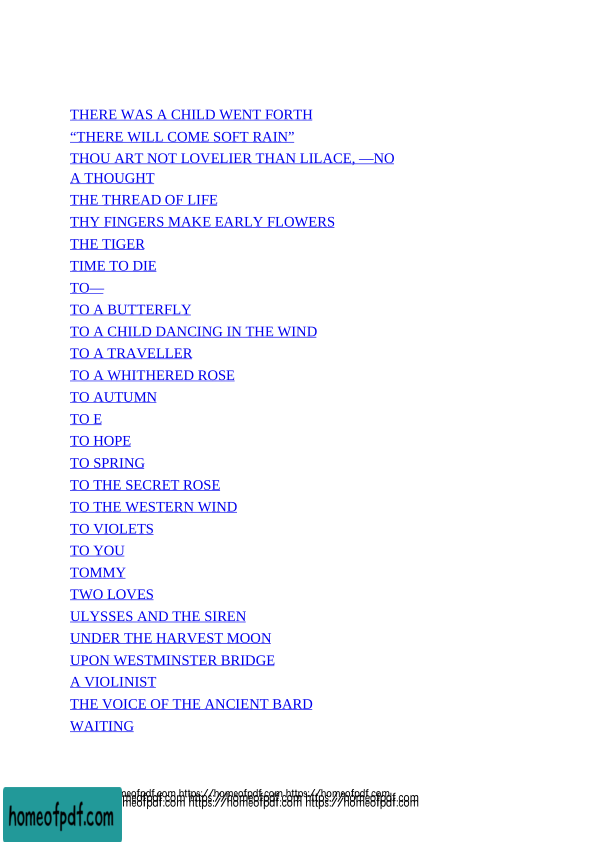 THERE WAS A CHILD WENT FORTH
“THERE WILL COME SOFT RAIN”
THOU ART NOT LOVELIER THAN LILACE, —NO
A THOUGHT
THE THREAD OF LIFE
THY FINGERS MAKE EARLY FLOWERS
THE TIGER
TIME TO DIE
TO—
TO A BUTTERFLY
TO A CHILD DANCING IN THE WIND
TO A TRAVELLER
TO A WHITHERED ROSE
TO AUTUMN
TO E
TO HOPE
TO SPRING
TO THE SECRET ROSE
TO THE WESTERN WIND
TO VIOLETS
TO YOU
TOMMY
TWO LOVES
ULYSSES AND THE SIREN
UNDER THE HARVEST MOON
UPON WESTMINSTER BRIDGE
A VIOLINIST
THE VOICE OF THE ANCIENT BARD
WAITING
https://homeofpdf.com https://homeofpdf.com
https://homeofpdf.com https://homeofpdf.com
homeofpdf.com